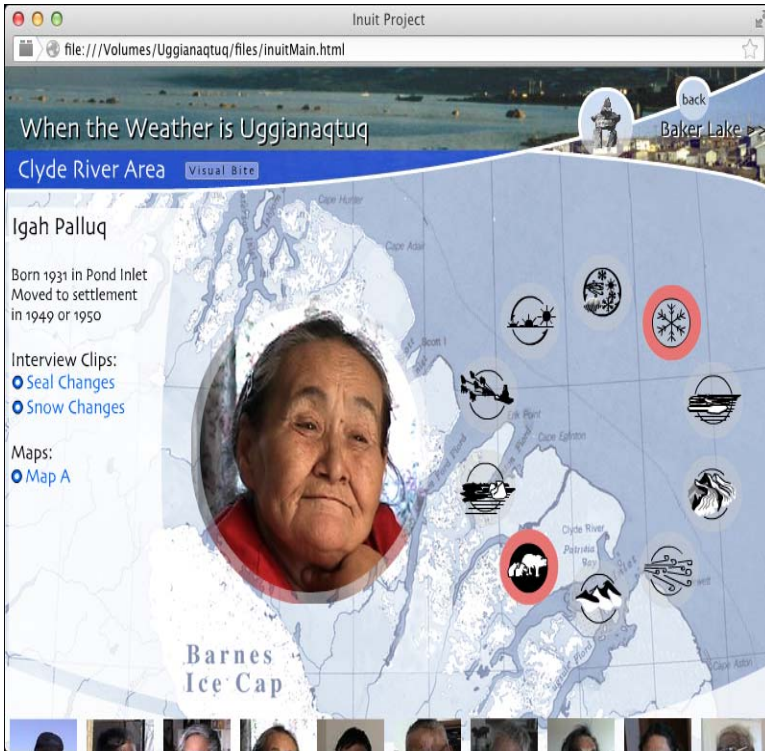 Inuit Project
file:///Volumes/Uggianaqtuq/files/inuitMain.html
back
When the Weather is Uggianaqtuq
Baker Lake >>
Clyde River Area
Visual Bite
Igah Palluq
Born 1931 in Pond Inlet
Moved to settlement
in 1949 or 1950
Interview Clips:
Seal Changes
Snow Changes
Maps:
Map A
Cape Hunter
Cape Adair
Scott I
Erik Point
Cape Eglinton
Clyde River
Patricia
Bay
Barnes
Ice Cap
Cape Aston